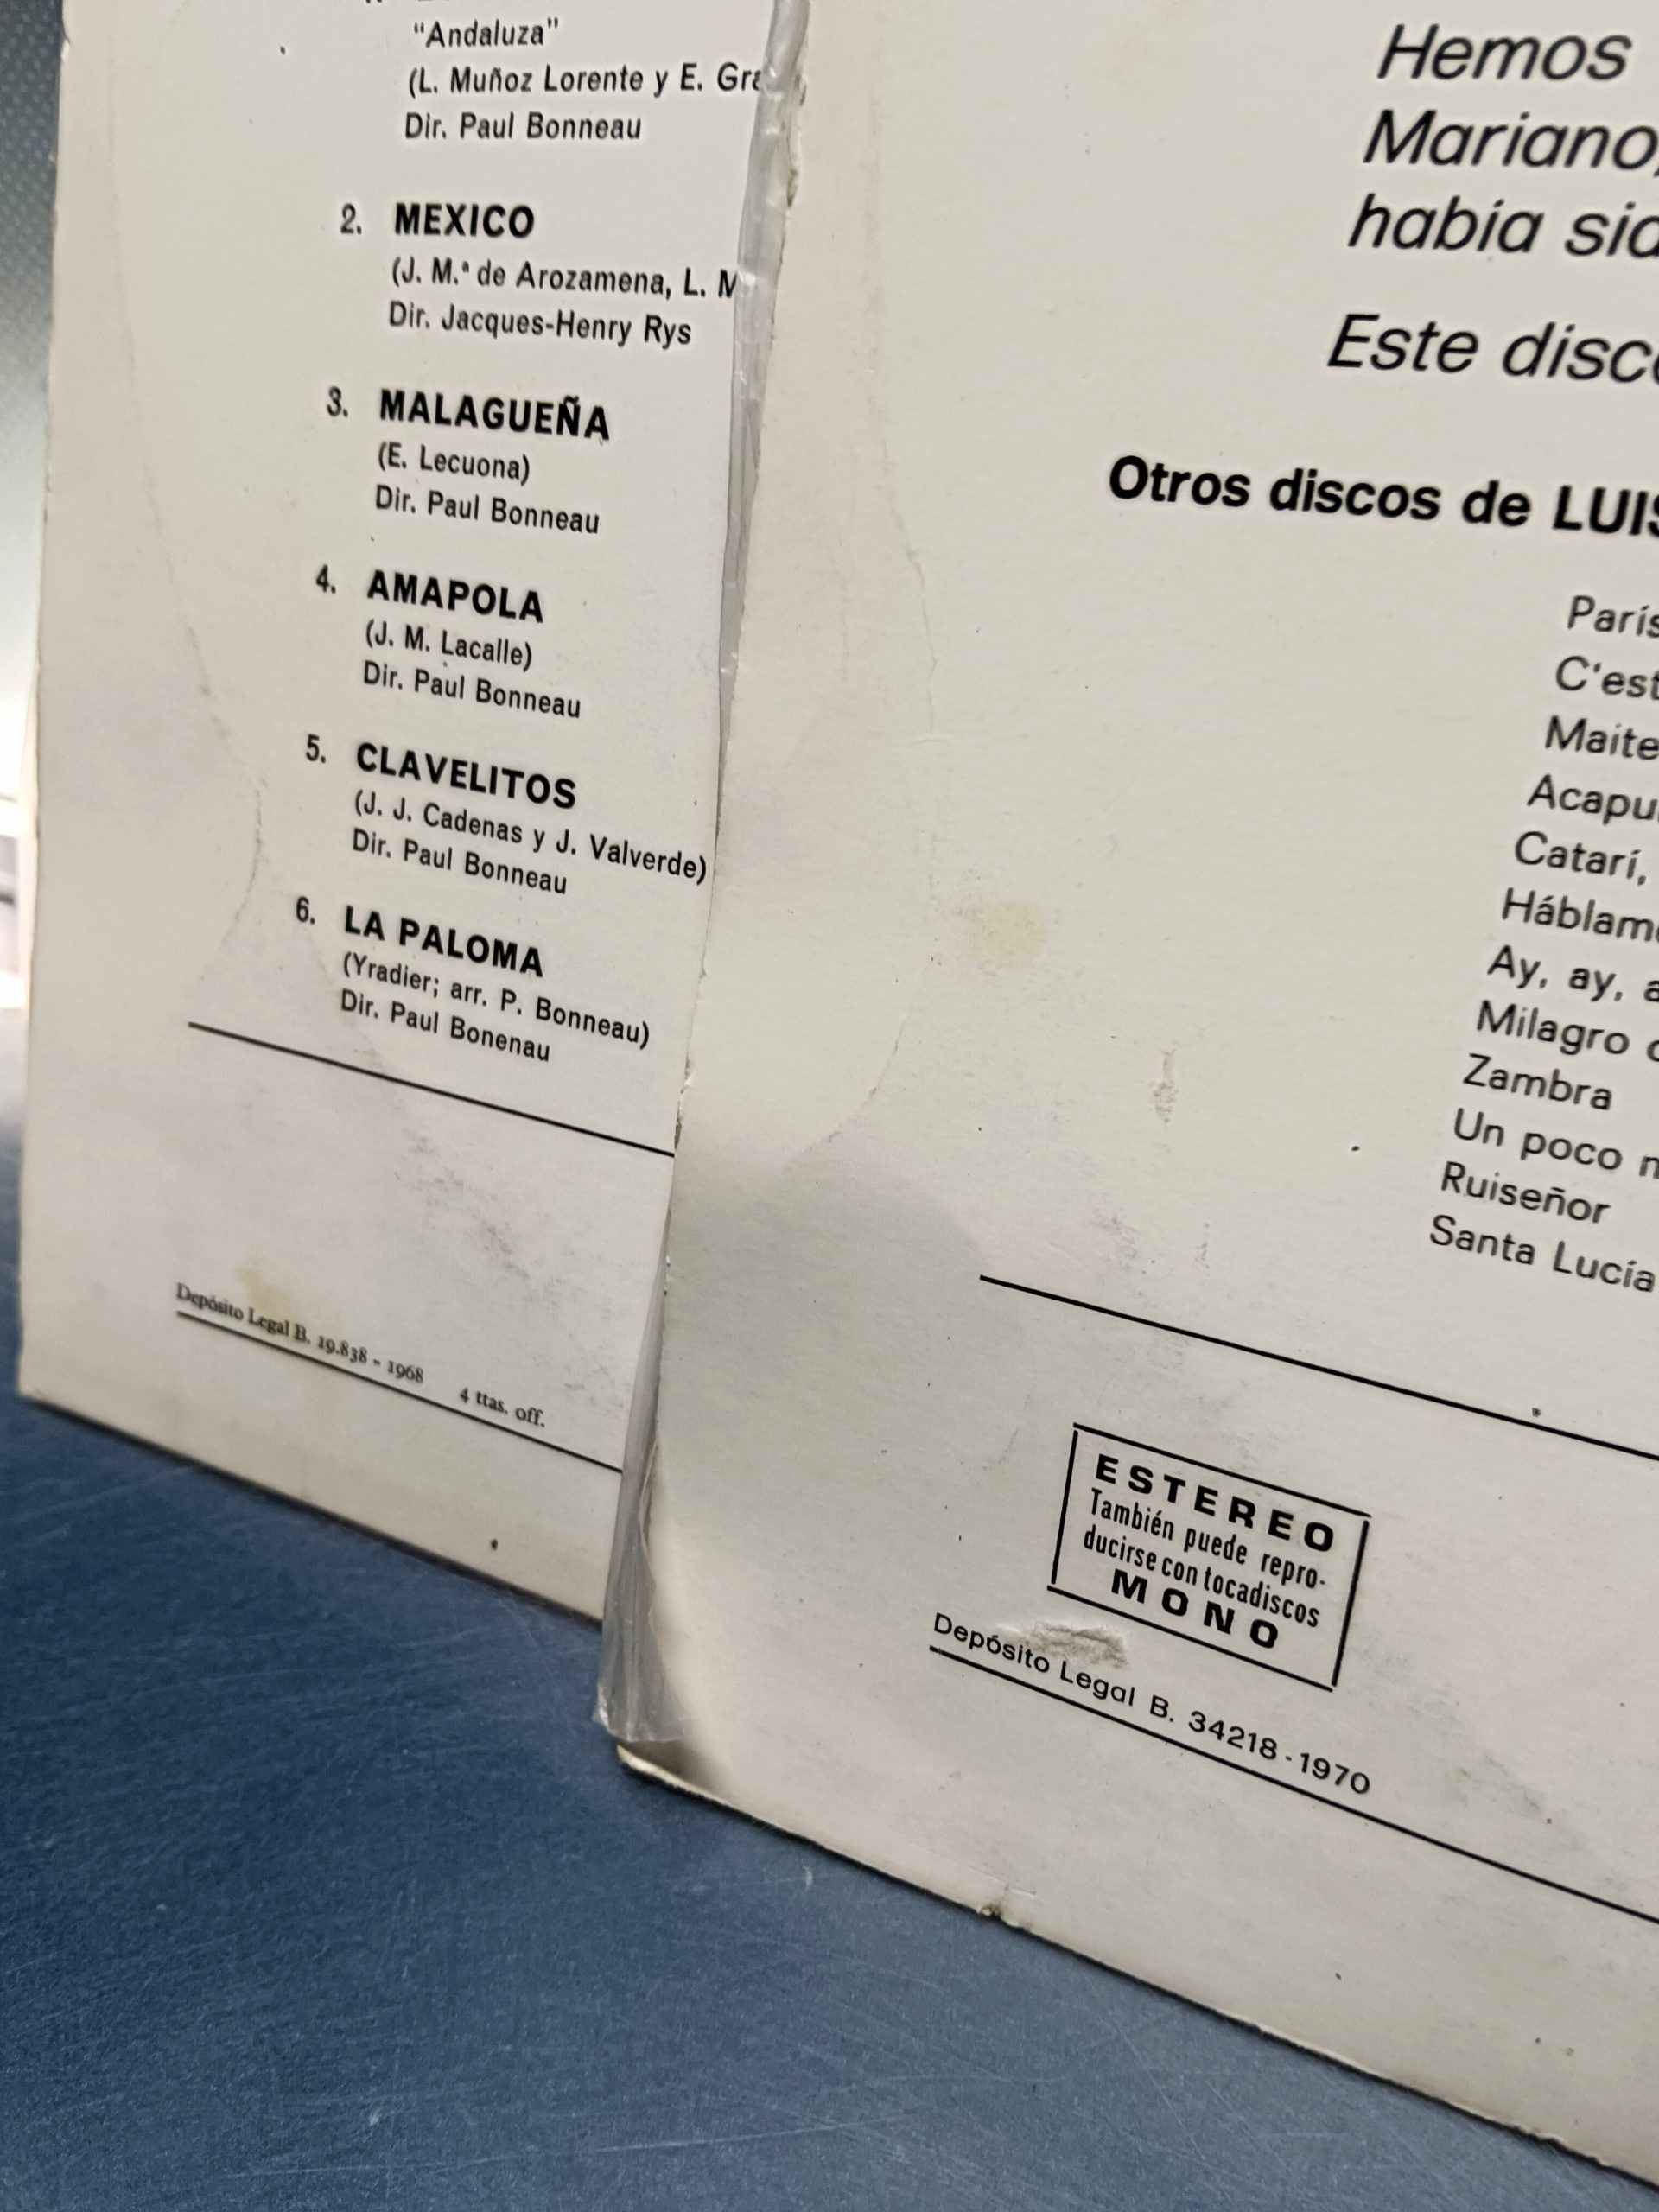 "Andaluza"
(L. Muñoz Lorente y E. Gra
Dir. Paul Bonneau
2. MEXICO
(J. M.ª de Arozamena, L. M
Dir. Jacques-Henry Rys
3. MALAGUEÑA
(E. Lecuona)
Dir. Paul Bonneau
4. AMAPOLA
(J. M. Lacalle)
Dir. Paul Bonneau
5. CLAVELITOS
(J. J. Cadenas y J. Valverde)
Dir. Paul Bonneau
6. LA PALOMA
(Yradier; arr. P. Bonneau)
Dir. Paul Bonenau
Depósito Legal B. 19.838 - 1968 4 ttas. off.
Hemos
Mariano,
había sid
Este disco
Otros discos de LUIS
París
C'est
Maite
Acapul
Catarí,
Háblame
Ay, ay, a
Milagro d
Zambra
Un poco m
Ruiseñor
Santa Lucía
ESTEREO
También puede repro-
ducirse con tocadiscos
MONO
Depósito Legal B. 34218 - 1970